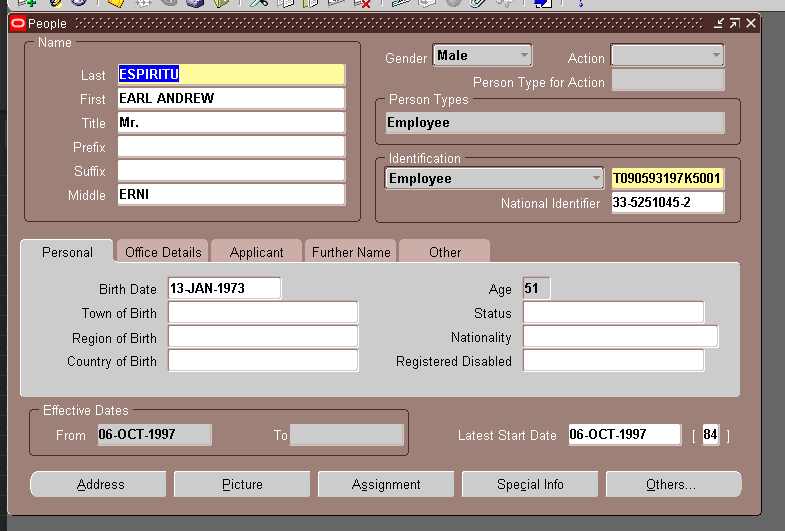 People
Name
Last ESPIRITU
First EARL ANDREW
Title Mr.
Prefix
Suffix
Middle ERNI
Gender Male Action
Person Type for Action
Person Types
Employee
Identification
Employee T090593197K5001
National Identifier 33-5251045-2
Personal Office Details Applicant Further Name Other
Birth Date 13-JAN-1973 Age 51
Town of Birth Status
Region of Birth Nationality
Country of Birth Registered Disabled
Effective Dates
From 06-OCT-1997 To Latest Start Date 06-OCT-1997 [ 84 ]
Address Picture Assignment Special Info Others...